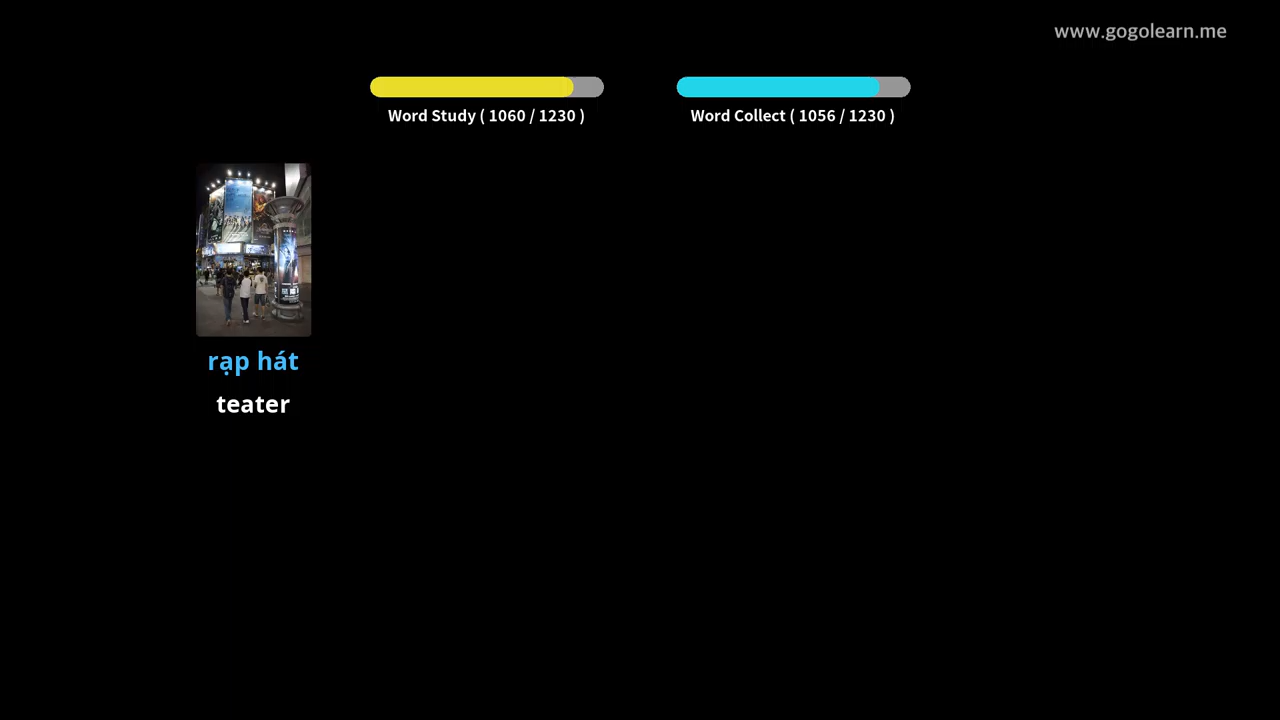 www.gogolearn.me
Word Study ( 1060 / 1230 )
Word Collect ( 1056 / 1230 )
rạp hát
teater